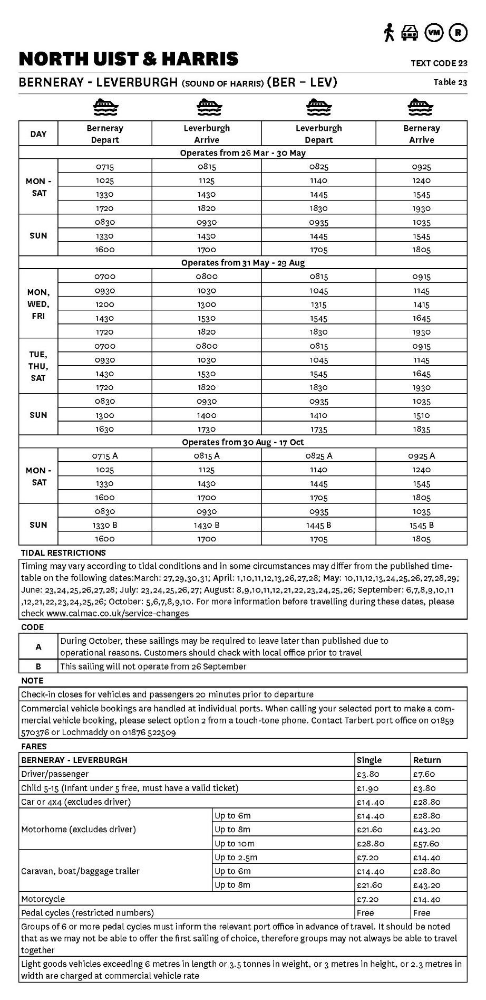 VM R
NORTH UIST & HARRIS
TEXT CODE 23
BERNERAY - LEVERBURGH (SOUND OF HARRIS) (BER – LEV)
Table 23
DAY Berneray Depart Leverburgh Arrive Leverburgh Depart Berneray Arrive
Operates from 26 Mar - 30 May
MON - SAT
0715 0815 0825 0925
1025 1125 1140 1240
1330 1430 1445 1545
1720 1820 1830 1930
SUN
0830 0930 0935 1035
1330 1430 1445 1545
1600 1700 1705 1805
Operates from 31 May - 29 Aug
MON, WED, FRI
0700 0800 0815 0915
0930 1030 1045 1145
1200 1300 1315 1415
1430 1530 1545 1645
1720 1820 1830 1930
TUE, THU, SAT
0700 0800 0815 0915
0930 1030 1045 1145
1430 1530 1545 1645
1720 1820 1830 1930
SUN
0830 0930 0935 1035
1300 1400 1410 1510
1630 1730 1735 1835
Operates from 30 Aug - 17 Oct
MON - SAT
0715 A 0815 A 0825 A 0925 A
1025 1125 1140 1240
1330 1430 1445 1545
1600 1700 1705 1805
SUN
0830 0930 0935 1035
1330 B 1430 B 1445 B 1545 B
1600 1700 1705 1805
TIDAL RESTRICTIONS
Timing may vary according to tidal conditions and in some circumstances may differ from the published time-
table on the following dates:March: 27,29,30,31; April: 1,10,11,12,13,26,27,28; May: 10,11,12,13,24,25,26,27,28,29;
June: 23,24,25,26,27,28; July: 23,24,25,26,27; August: 8,9,10,11,12,21,22,23,24,25,26; September: 6,7,8,9,10,11
,12,21,22,23,24,25,26; October: 5,6,7,8,9,10. For more information before travelling during these dates, please
check www.calmac.co.uk/service-changes
CODE
A During October, these sailings may be required to leave later than published due to
operational reasons. Customers should check with local office prior to travel
B This sailing will not operate from 26 September
NOTE
Check-in closes for vehicles and passengers 20 minutes prior to departure
Commercial vehicle bookings are handled at individual ports. When calling your selected port to make a com-
mercial vehicle booking, please select option 2 from a touch-tone phone. Contact Tarbert port office on 01859
570376 or Lochmaddy on 01876 522509
FARES
BERNERAY - LEVERBURGH Single Return
Driver/passenger £3.80 £7.60
Child 5-15 (Infant under 5 free, must have a valid ticket) £1.90 £3.80
Car or 4x4 (excludes driver) £14.40 £28.80
Motorhome (excludes driver)
Up to 6m £14.40 £28.80
Up to 8m £21.60 £43.20
Up to 10m £28.80 £57.60
Caravan, boat/baggage trailer
Up to 2.5m £7.20 £14.40
Up to 6m £14.40 £28.80
Up to 8m £21.60 £43.20
Motorcycle £7.20 £14.40
Pedal cycles (restricted numbers) Free Free
Groups of 6 or more pedal cycles must inform the relevant port office in advance of travel. It should be noted
that as we may not be able to offer the first sailing of choice, therefore groups may not always be able to travel
together
Light goods vehicles exceeding 6 metres in length or 3.5 tonnes in weight, or 3 metres in height, or 2.3 metres in
width are charged at commercial vehicle rate